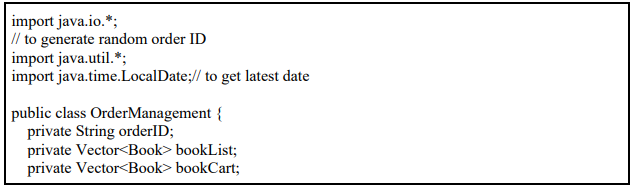 import java.io.*;
// to generate random order ID
import java.util.*;
import java.time.LocalDate;// to get latest date
public class OrderManagement {
private String orderID;
private Vector<Book> bookList;
private Vector<Book> bookCart;